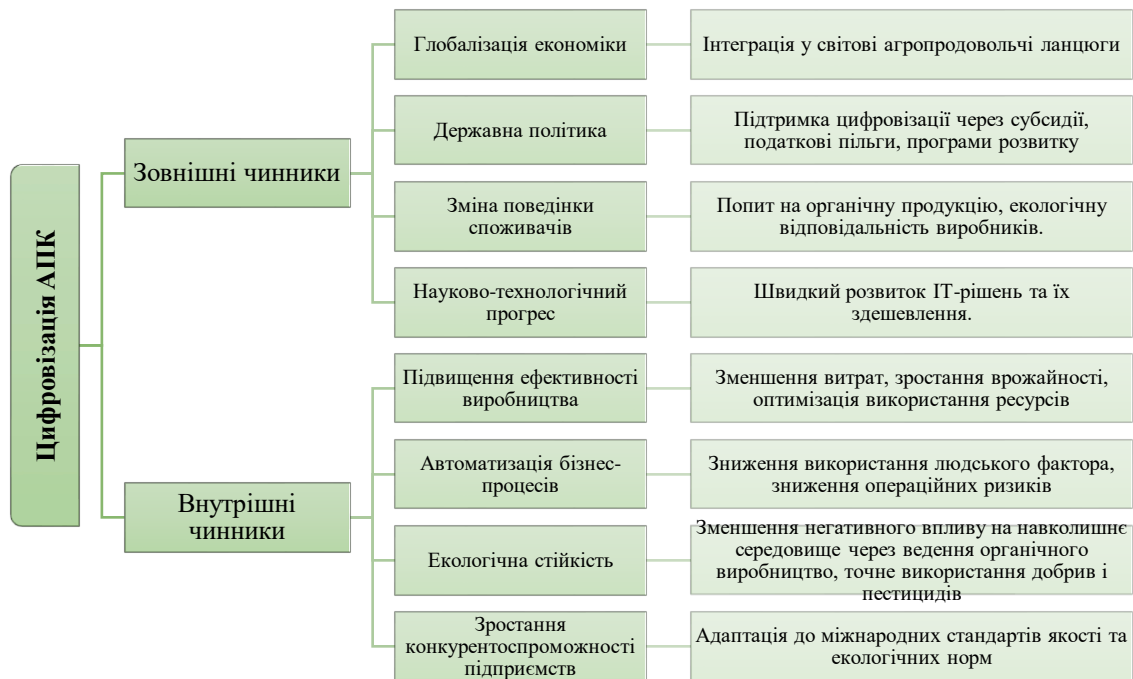 Цифровізація АПК
Зовнішні чинники
Глобалізація економіки
Інтеграція у світові агропродовольчі ланцюги
Державна політика
Підтримка цифровізації через субсидії,
податкові пільги, програми розвитку
Зміна поведінки
споживачів
Попит на органічну продукцію, екологічну
відповідальність виробників.
Науково-технологічний
прогрес
Швидкий розвиток ІТ-рішень та їх
здешевлення.
Внутрішні
чинники
Підвищення ефективності
виробництва
Зменшення витрат, зростання врожайності,
оптимізація використання ресурсів
Автоматизація бізнес-
процесів
Зниження використання людського фактора,
зниження операційних ризиків
Екологічна стійкість
Зменшення негативного впливу на навколишнє
середовище через ведення органічного
виробництво, точне використання добрив і
пестицидів
Зростання
конкурентоспроможності
підприємств
Адаптація до міжнародних стандартів якості та
екологічних норм